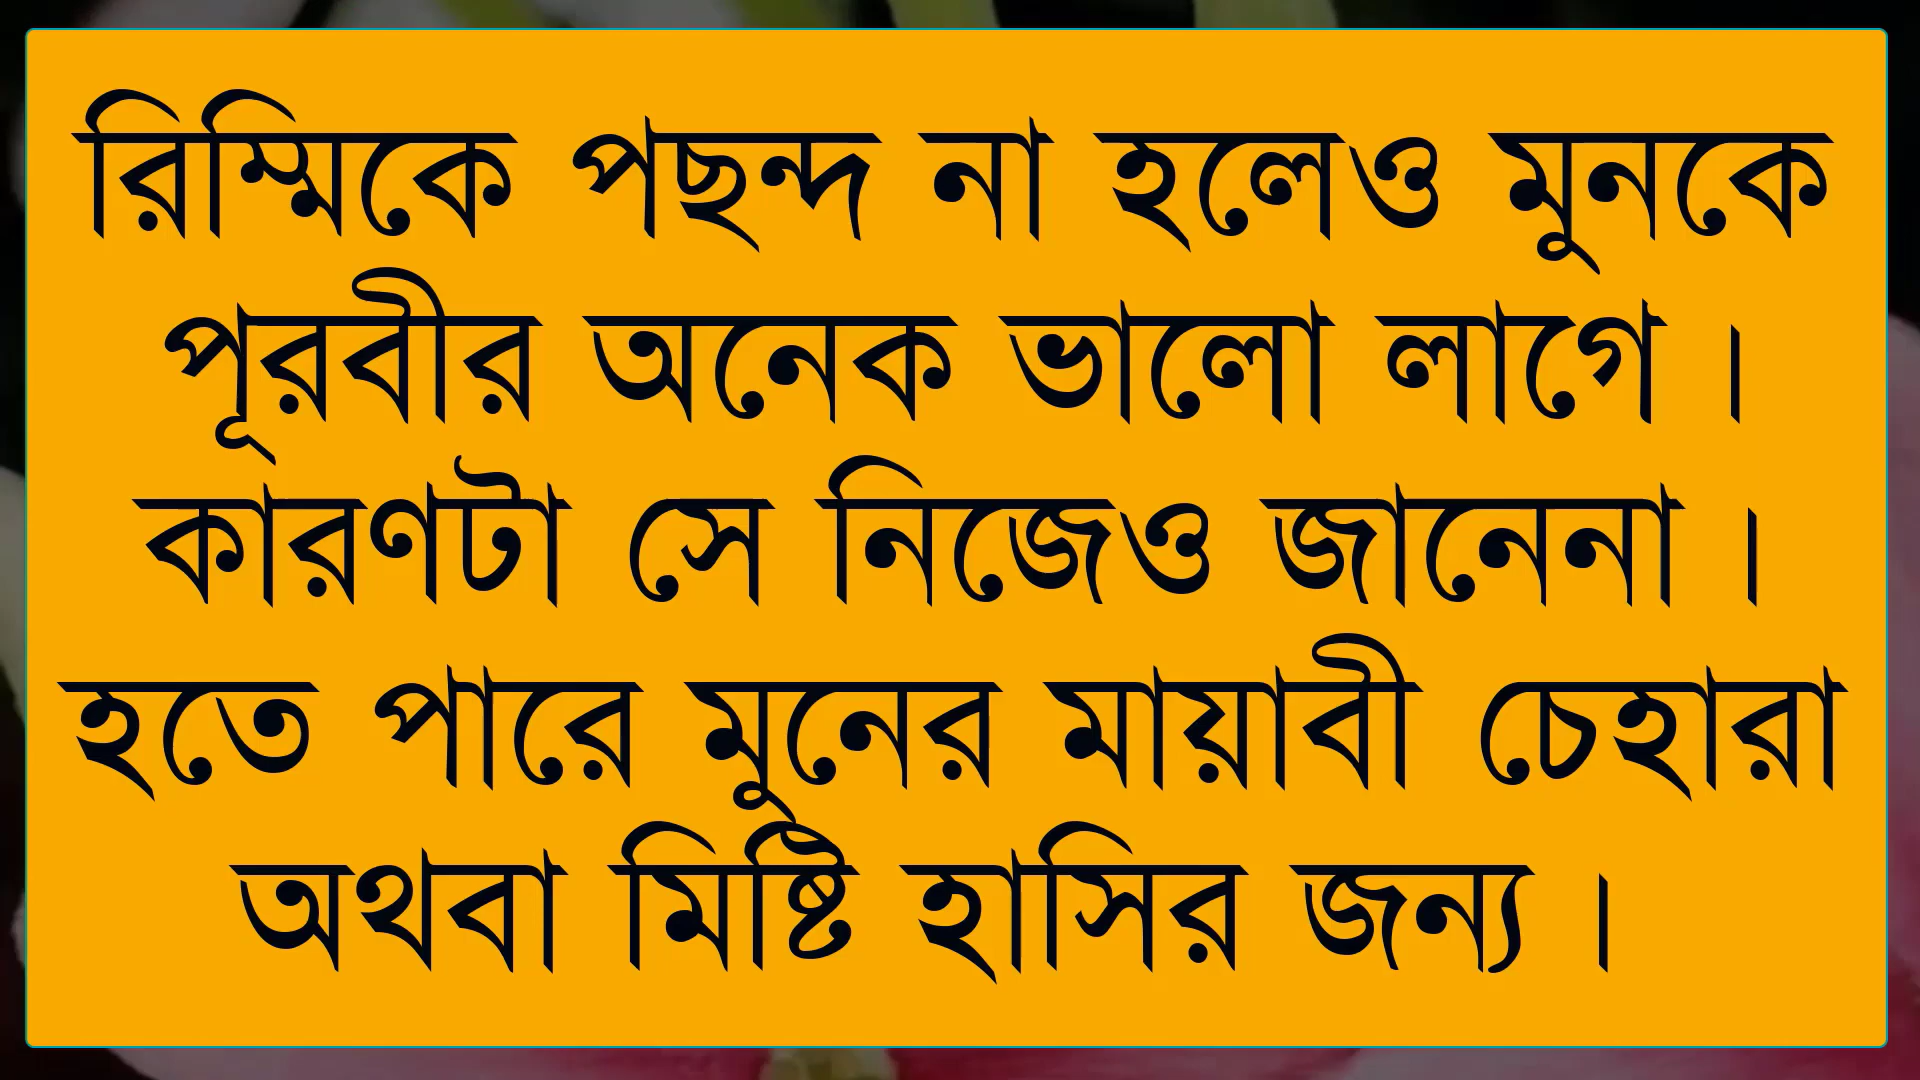 রিম্মিকে পছন্দ না হলেও মুনকে
পূরবীর অনেক ভালো লাগে ।
কারণটা সে নিজেও জানেনা ।
হতে পারে মুনের মায়াবী চেহারা
অথবা মিষ্টি হাসির জন্য ।